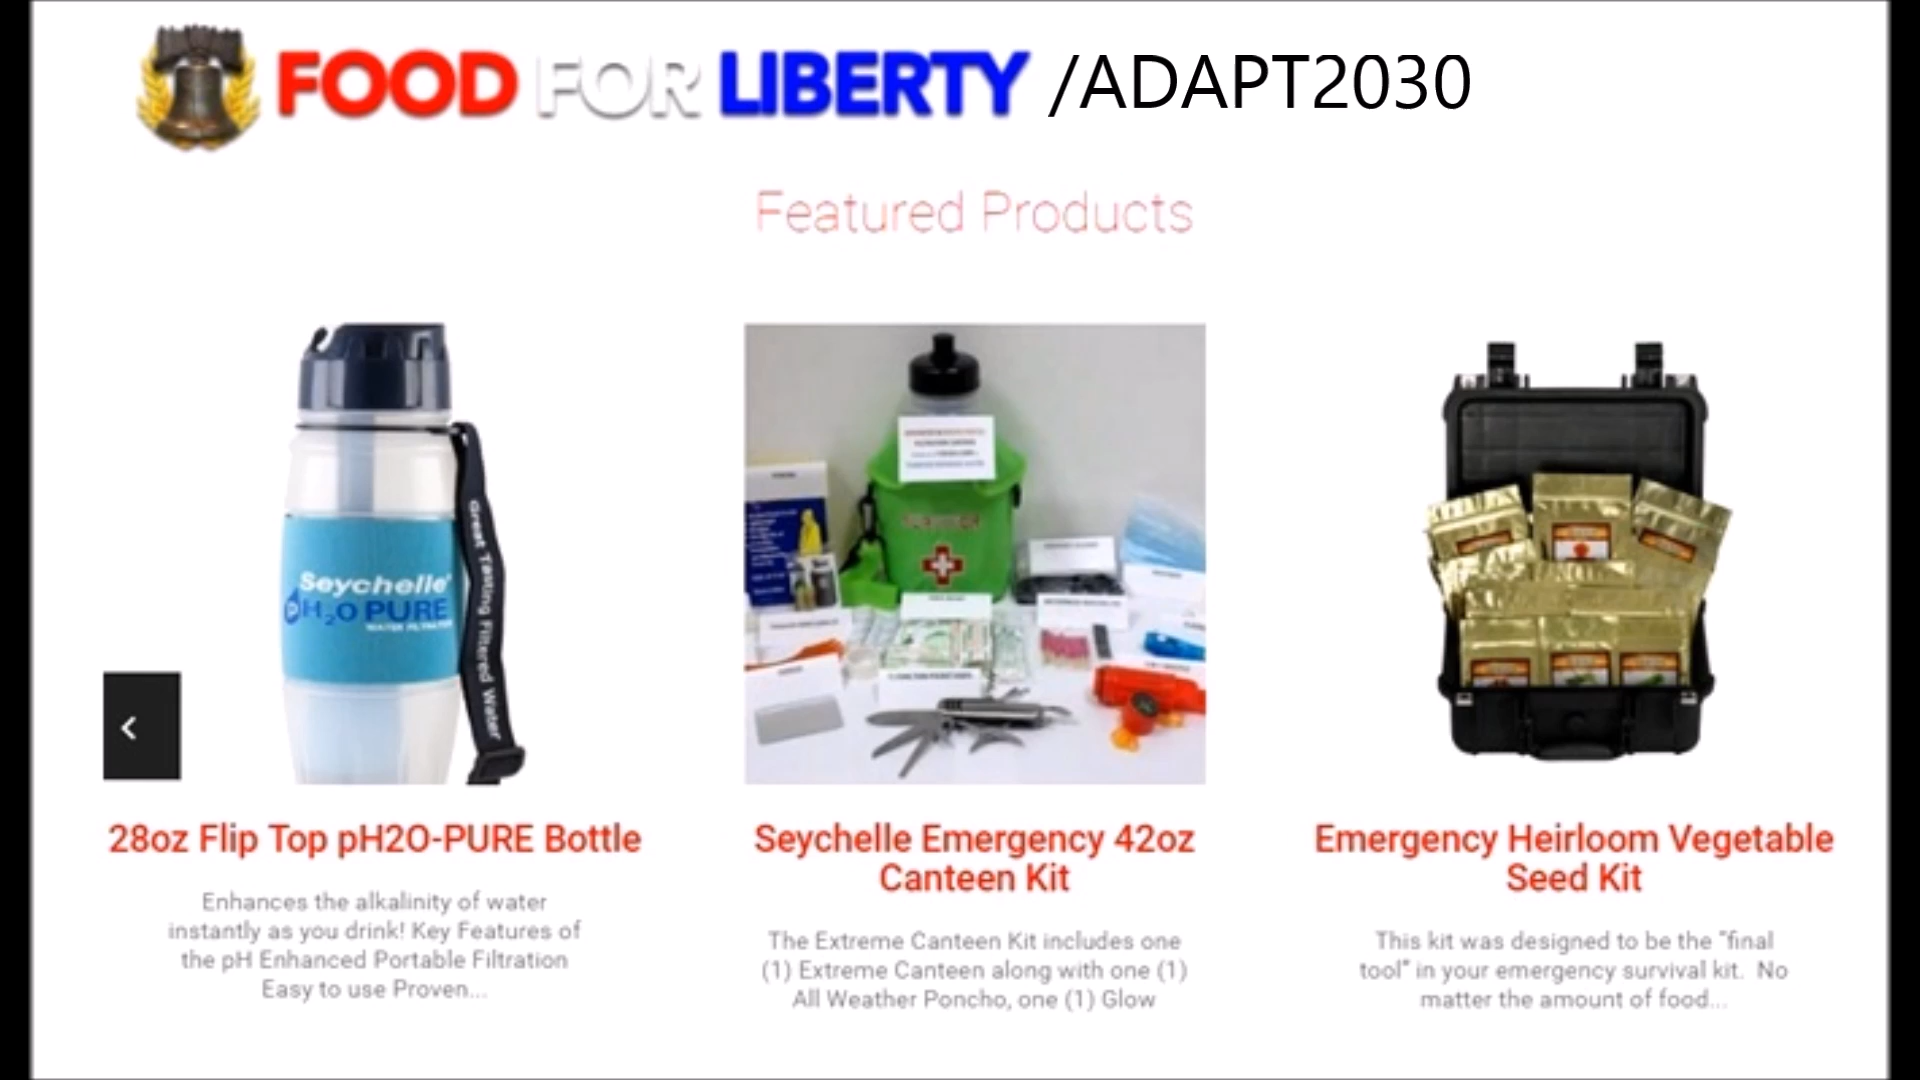 FOOD FOR LIBERTY /ADAPT2030
Featured Products
Seychelle
pH2O PURE
WATER FILTRATION
Great Tasting Filtered Water
28oz Flip Top pH2O-PURE Bottle
Enhances the alkalinity of water
instantly as you drink! Key Features of
the pH Enhanced Portable Filtration
Easy to use Proven...
Seychelle Emergency 42oz
Canteen Kit
The Extreme Canteen Kit includes one
(1) Extreme Canteen along with one (1)
All Weather Poncho, one (1) Glow
Emergency Heirloom Vegetable
Seed Kit
This kit was designed to be the "final
tool" in your emergency survival kit. No
matter the amount of food...